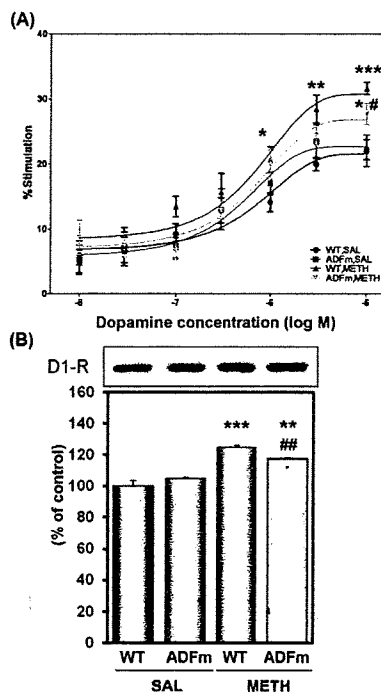 (A)
***
**
* #
*
40
30
20
10
0
% Stimulation
WT,SAL
ADFm,SAL
WT,METH
ADFm,METH
-8 -7 -6 -5
Dopamine concentration (log M)
(B)
D1-R
160
140
120
100
80
60
40
20
0
(% of control)
*** **
##
WT ADFm WT ADFm
SAL METH